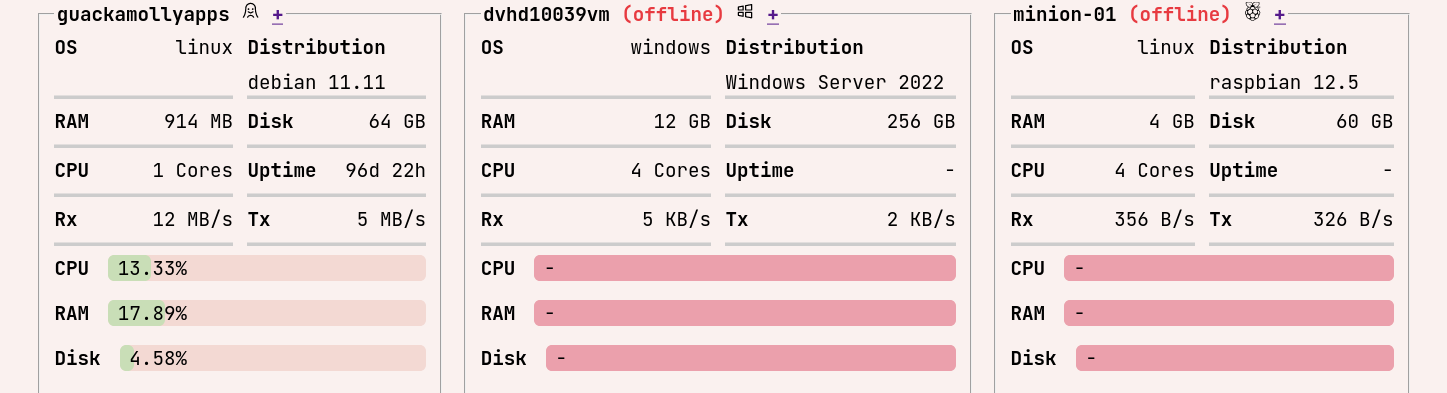 guackamollyapps +
OS linux Distribution
debian 11.11
RAM 914 MB Disk 64 GB
CPU 1 Cores Uptime 96d 22h
Rx 12 MB/s Tx 5 MB/s
CPU 13.33%
RAM 17.89%
Disk 4.58%
dvhd10039vm (offline) +
OS windows Distribution
Windows Server 2022
RAM 12 GB Disk 256 GB
CPU 4 Cores Uptime -
Rx 5 KB/s Tx 2 KB/s
CPU -
RAM -
Disk -
minion-01 (offline) +
OS linux Distribution
raspbian 12.5
RAM 4 GB Disk 60 GB
CPU 4 Cores Uptime -
Rx 356 B/s Tx 326 B/s
CPU -
RAM -
Disk -